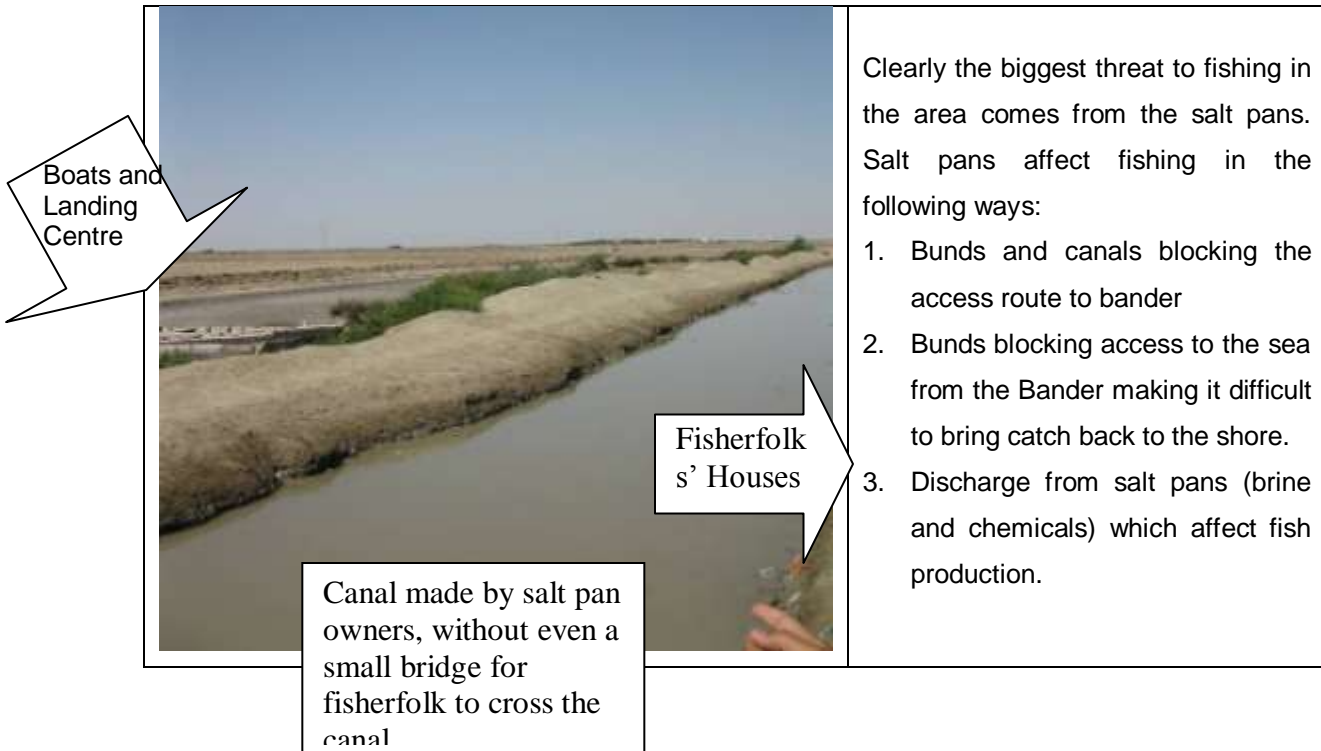 Boats and
Landing
Centre
Fisherfolk
s’ Houses
Canal made by salt pan
owners, without even a
small bridge for
fisherfolk to cross the
canal
Clearly the biggest threat to fishing in
the area comes from the salt pans.
Salt pans affect fishing in the
following ways:
1. Bunds and canals blocking the
access route to bander
2. Bunds blocking access to the sea
from the Bander making it difficult
to bring catch back to the shore.
3. Discharge from salt pans (brine
and chemicals) which affect fish
production.